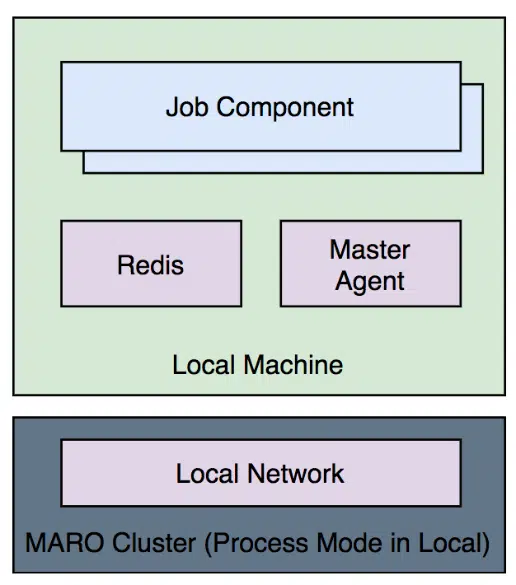 Job Component
Redis
Master
Agent
Local Machine
Local Network
MARO Cluster (Process Mode in Local)